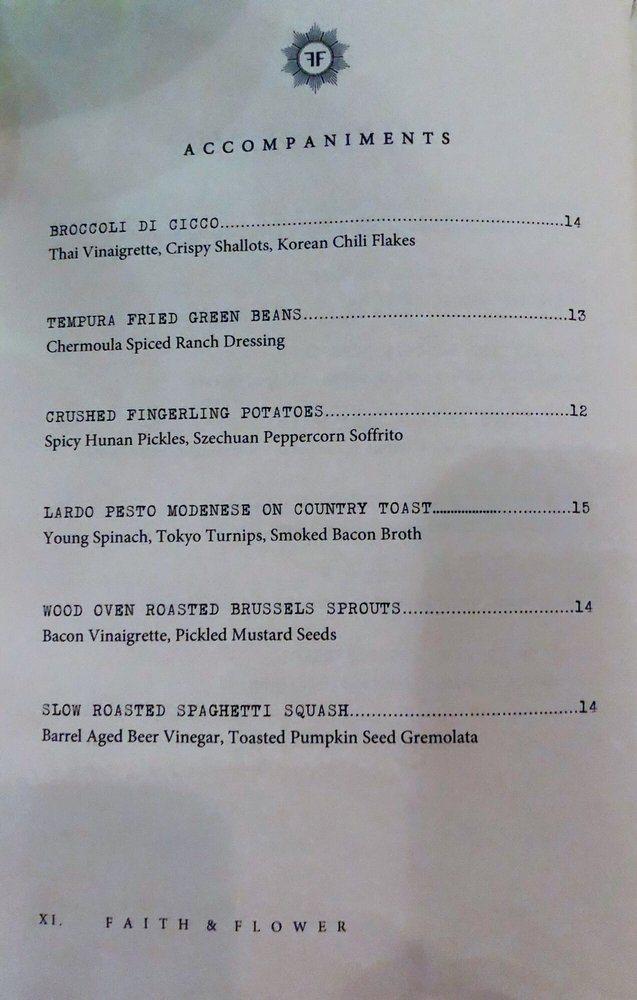 FF
ACCOMPANIMENTS
BROCCOLI DI CICCO........................................14
Thai Vinaigrette, Crispy Shallots, Korean Chili Flakes
TEMPURA FRIED GREEN BEANS........................................13
Chermoula Spiced Ranch Dressing
CRUSHED FINGERLING POTATOES........................................12
Spicy Hunan Pickles, Szechuan Peppercorn Soffrito
LARDO PESTO MODENESE ON COUNTRY TOAST........................................15
Young Spinach, Tokyo Turnips, Smoked Bacon Broth
WOOD OVEN ROASTED BRUSSELS SPROUTS........................................14
Bacon Vinaigrette, Pickled Mustard Seeds
SLOW ROASTED SPAGHETTI SQUASH........................................14
Barrel Aged Beer Vinegar, Toasted Pumpkin Seed Gremolata
XI. FAITH & FLOWER